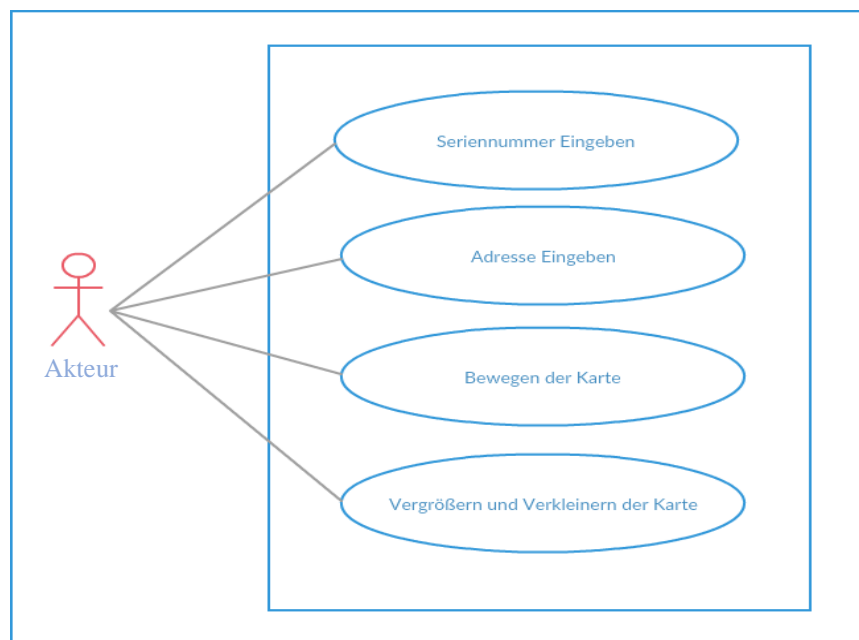 Seriennummer Eingeben
Adresse Eingeben
Akteur
Bewegen der Karte
Vergrößern und Verkleinern der Karte